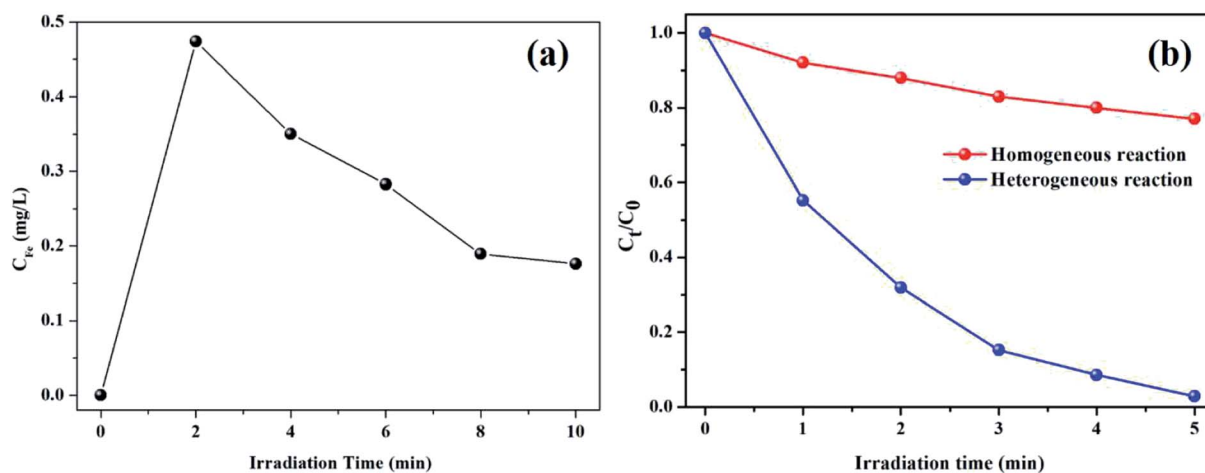 (a)
C_Fe (mg/L)
0.5
0.4
0.3
0.2
0.1
0.0
0 2 4 6 8 10
Irradiation Time (min)
(b)
C_t/C_0
1.0
0.8
0.6
0.4
0.2
0.0
Homogeneous reaction
Heterogeneous reaction
0 1 2 3 4 5
Irradiation time (min)